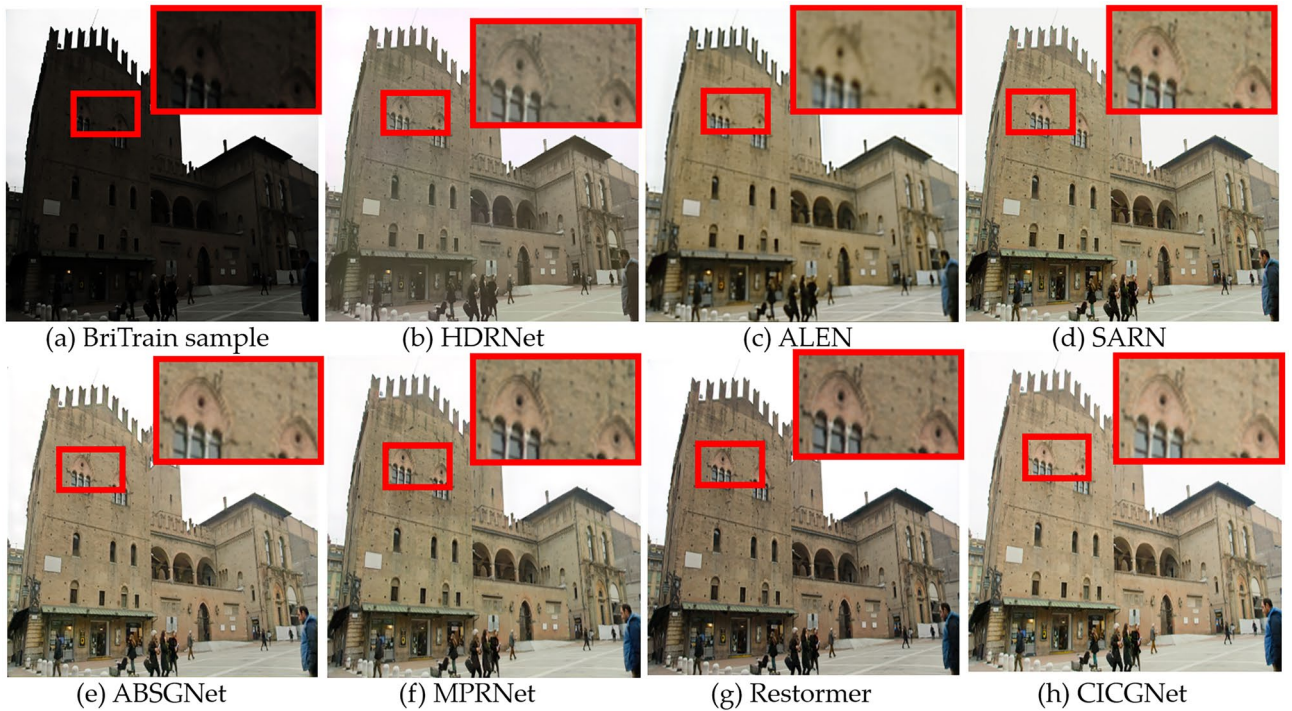 (a) BriTrain sample
(b) HDRNet
(c) ALEN
(d) SARN
(e) ABSGNet
(f) MPRNet
(g) Restormer
(h) CICGNet